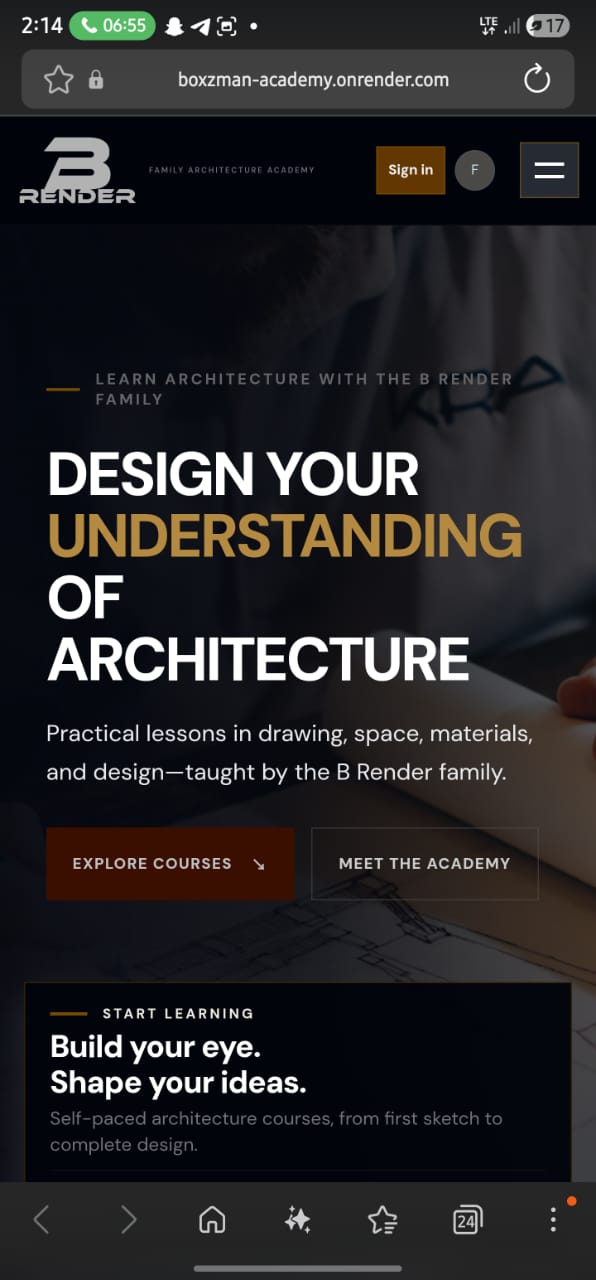 2:14 06:55 LTE 17
boxzman-academy.onrender.com
B
RENDER
FAMILY ARCHITECTURE ACADEMY
Sign in
F
LEARN ARCHITECTURE WITH THE B RENDER
FAMILY
DESIGN YOUR
UNDERSTANDING
OF
ARCHITECTURE
Practical lessons in drawing, space, materials,
and design—taught by the B Render family.
EXPLORE COURSES ↘
MEET THE ACADEMY
START LEARNING
Build your eye.
Shape your ideas.
Self-paced architecture courses, from first sketch to
complete design.
24